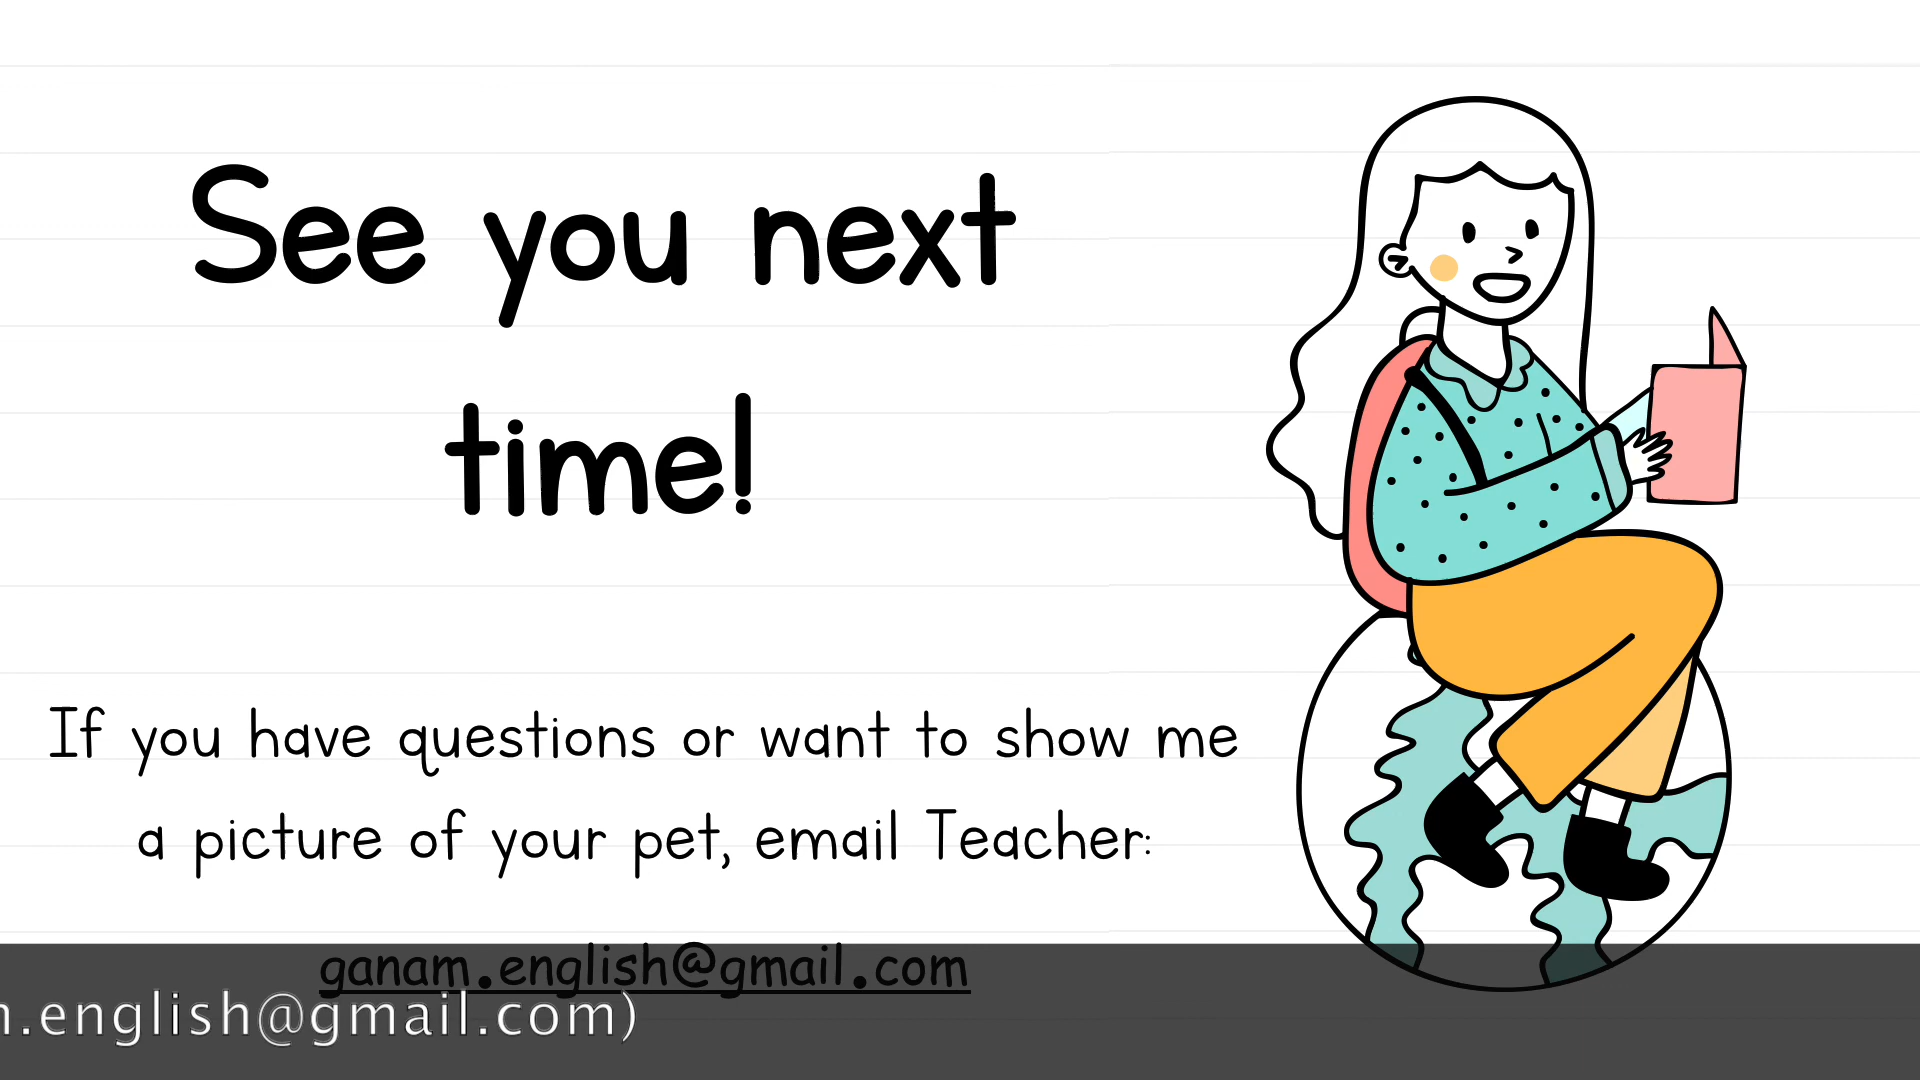 See you next
time!
If you have questions or want to show me
a picture of your pet, email Teacher:
ganam.english@gmail.com
.english@gmail.com)